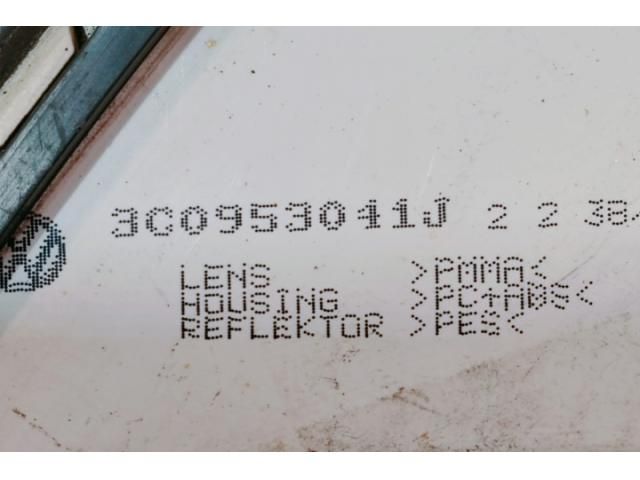 3C0953041J 2 2 38
LENS >PMMA<
HOUSING >PC+ABS<
REFLEKTOR >PES<